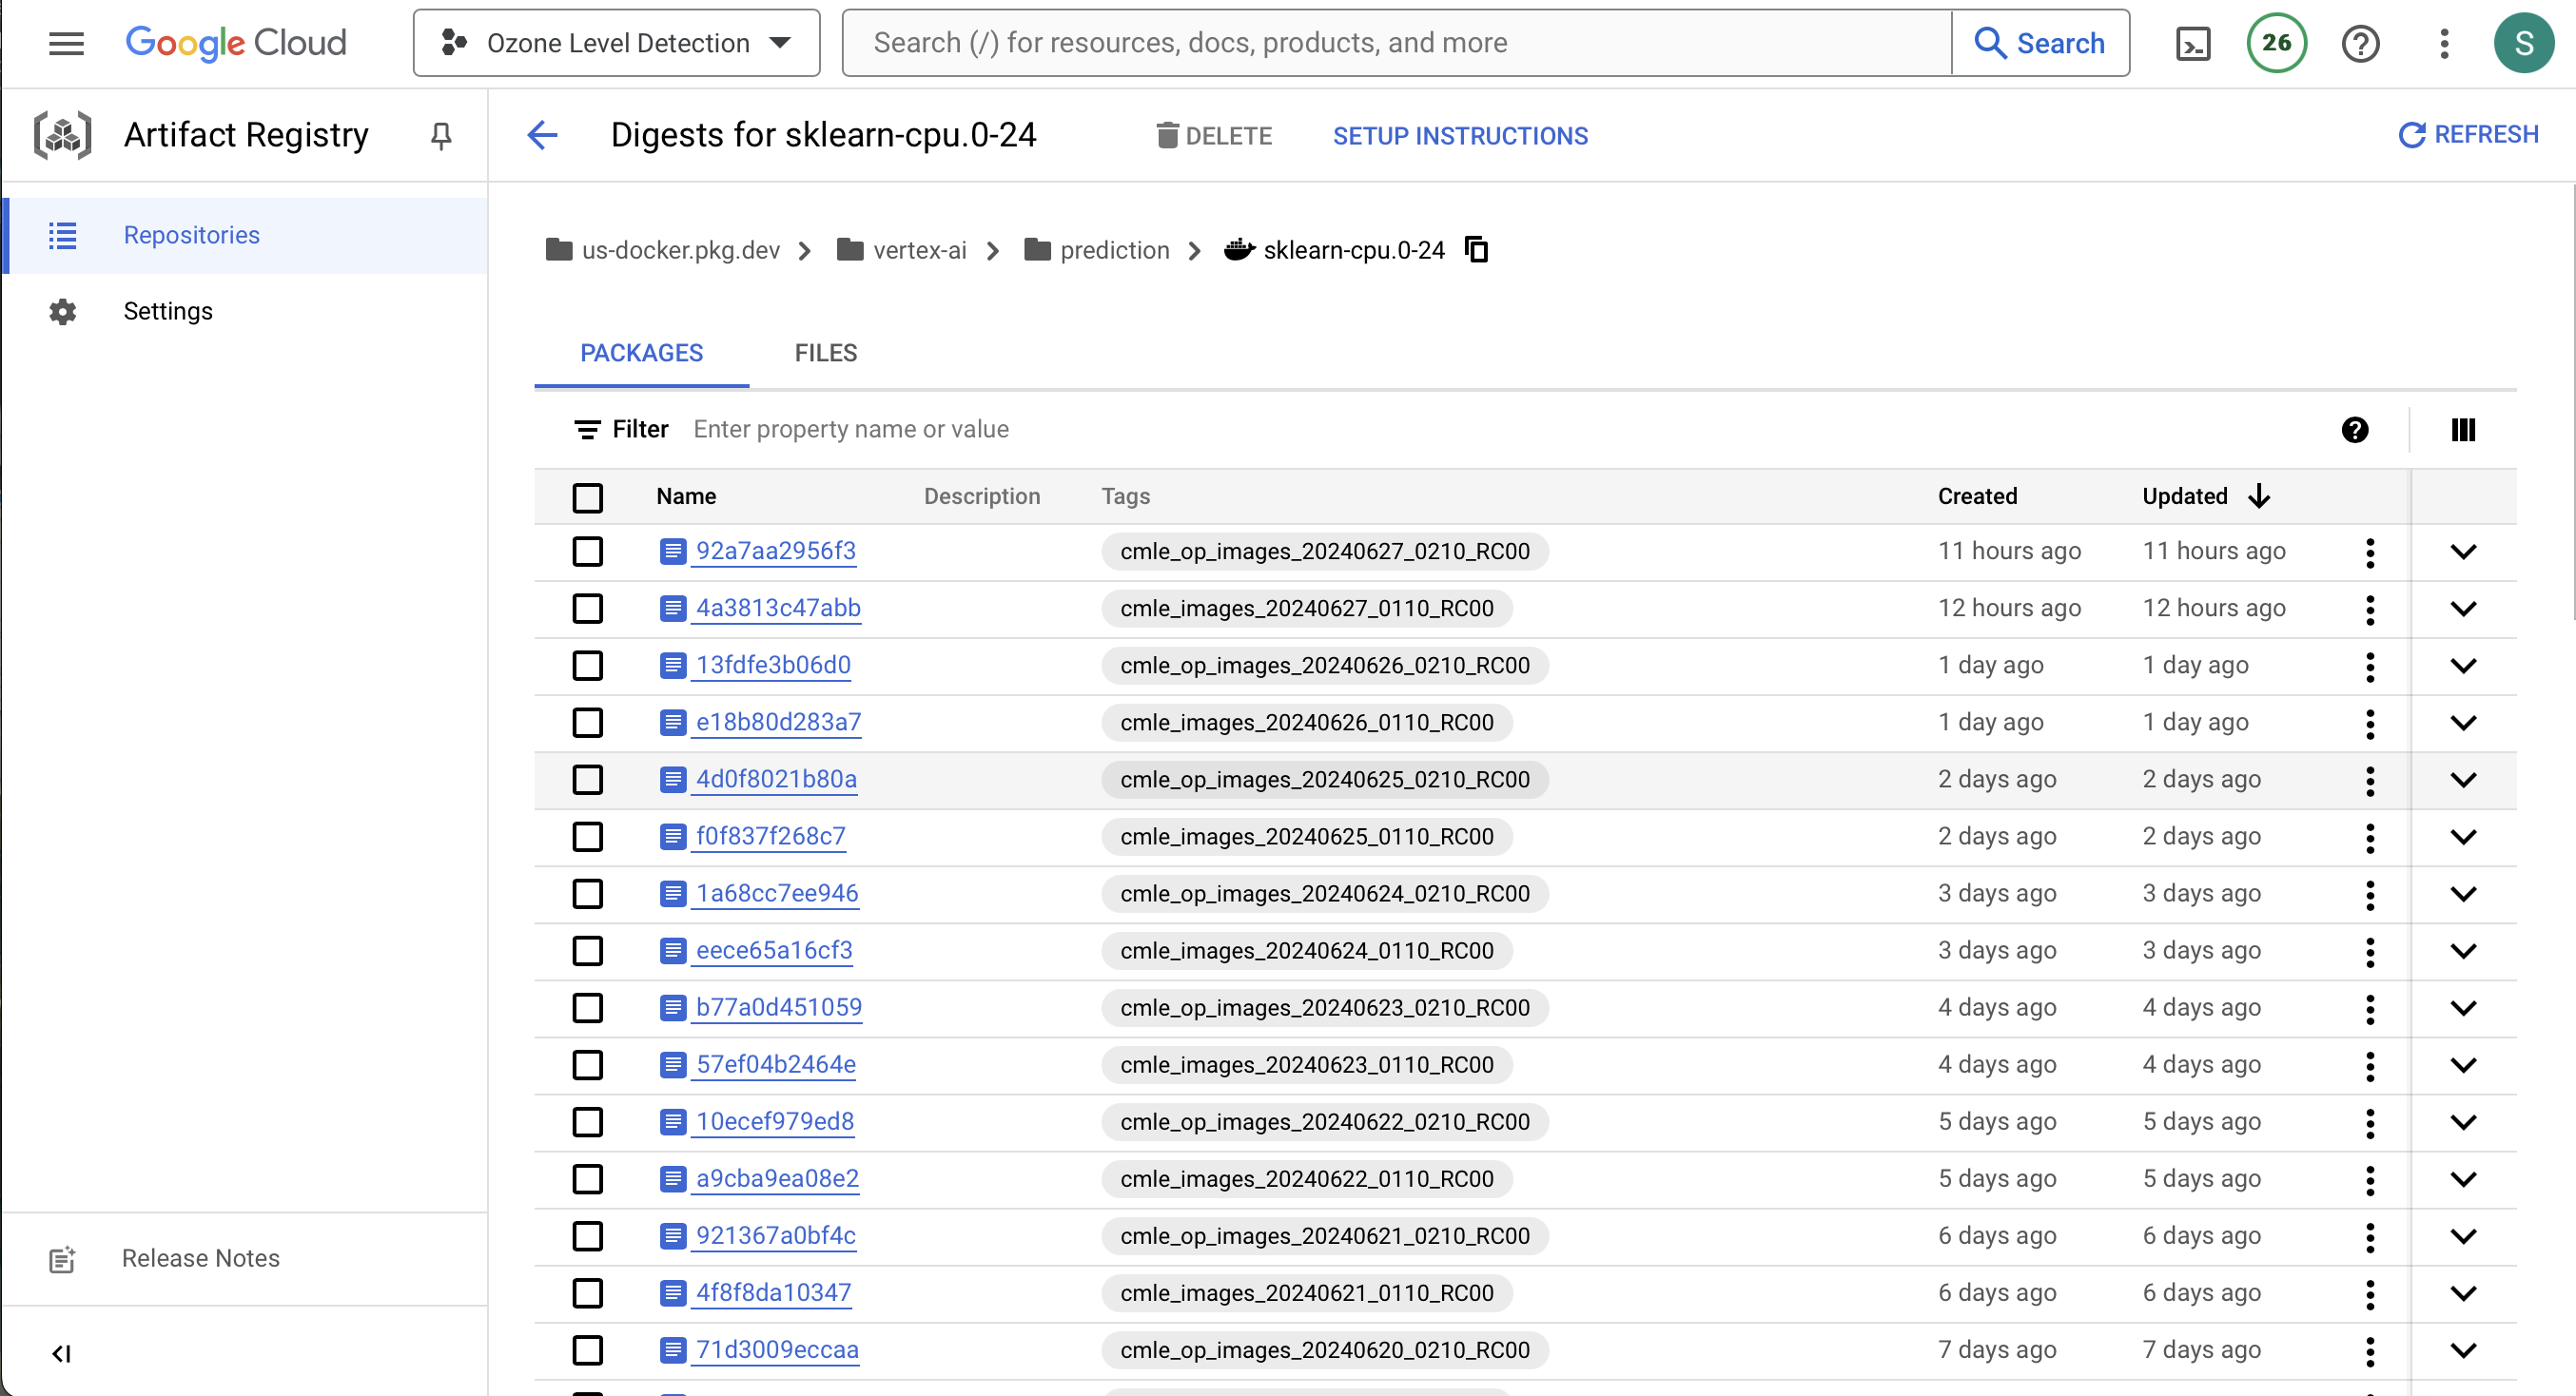 Google Cloud
Ozone Level Detection
Search (/) for resources, docs, products, and more
Search
26
S
Artifact Registry
Digests for sklearn-cpu.0-24
DELETE
SETUP INSTRUCTIONS
REFRESH
Repositories
Settings
Release Notes
us-docker.pkg.dev
vertex-ai
prediction
sklearn-cpu.0-24
PACKAGES
FILES
Filter Enter property name or value
Name Description Tags Created Updated
92a7aa2956f3 cmle_op_images_20240627_0210_RC00 11 hours ago 11 hours ago
4a3813c47abb cmle_images_20240627_0110_RC00 12 hours ago 12 hours ago
13fdfe3b06d0 cmle_op_images_20240626_0210_RC00 1 day ago 1 day ago
e18b80d283a7 cmle_images_20240626_0110_RC00 1 day ago 1 day ago
4d0f8021b80a cmle_op_images_20240625_0210_RC00 2 days ago 2 days ago
f0f837f268c7 cmle_images_20240625_0110_RC00 2 days ago 2 days ago
1a68cc7ee946 cmle_op_images_20240624_0210_RC00 3 days ago 3 days ago
eece65a16cf3 cmle_images_20240624_0110_RC00 3 days ago 3 days ago
b77a0d451059 cmle_op_images_20240623_0210_RC00 4 days ago 4 days ago
57ef04b2464e cmle_images_20240623_0110_RC00 4 days ago 4 days ago
10ecef979ed8 cmle_op_images_20240622_0210_RC00 5 days ago 5 days ago
a9cba9ea08e2 cmle_images_20240622_0110_RC00 5 days ago 5 days ago
921367a0bf4c cmle_op_images_20240621_0210_RC00 6 days ago 6 days ago
4f8f8da10347 cmle_images_20240621_0110_RC00 6 days ago 6 days ago
71d3009eccaa cmle_op_images_20240620_0210_RC00 7 days ago 7 days ago